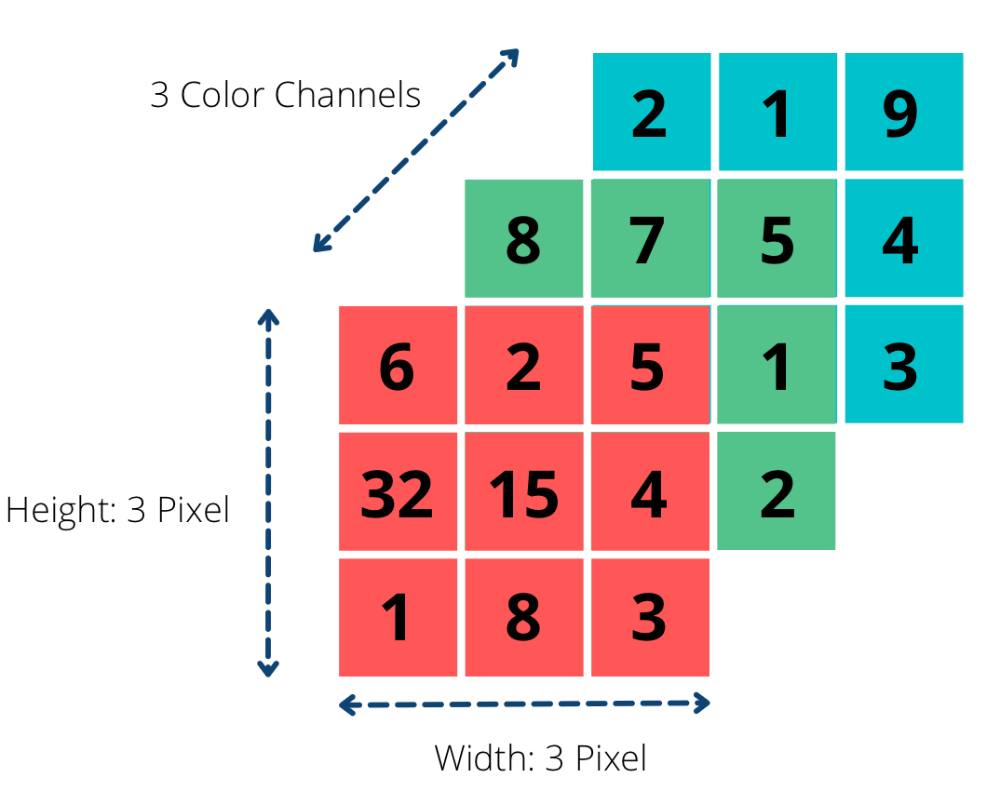 3 Color Channels
2 1 9
8 7 5 4
6 2 5 1 3
32 15 4 2
Height: 3 Pixel
1 8 3
Width: 3 Pixel